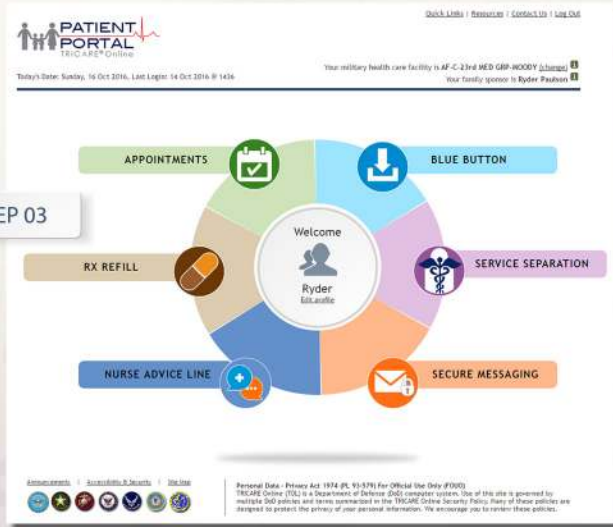 Quick Links | Resources | Contact Us | Log Out
PATIENT
PORTAL
TRICARE® Online
Today's Date: Sunday, 16 Oct 2016, Last Login: 14 Oct 2016 @ 1436
Your military health care facility is AF-C-23rd MED GRP-MOODY (change)
Your family sponsor is Ryder Paulson
APPOINTMENTS
BLUE BUTTON
EP 03
RX REFILL
Welcome
Ryder
Edit profile
SERVICE SEPARATION
NURSE ADVICE LINE
SECURE MESSAGING
Announcements | Accessibility & Security | Site Map
Personal Data - Privacy Act 1974 (PL 93-579) For Official Use Only (FOUO)
TRICARE Online (TOL) is a Department of Defense (DoD) computer system. Use of this site is governed by
multiple DoD policies and terms summarized in the TRICARE Online Security Policy. Many of these policies are
designed to protect the privacy of your personal information. We encourage you to review these policies.